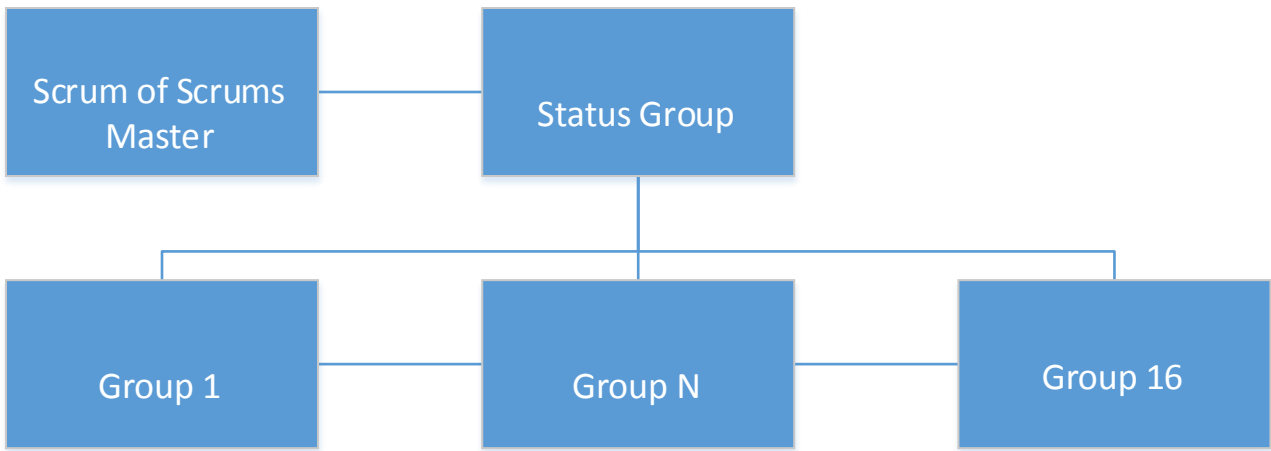 Scrum of Scrums
Master
Status Group
Group 1
Group N
Group 16